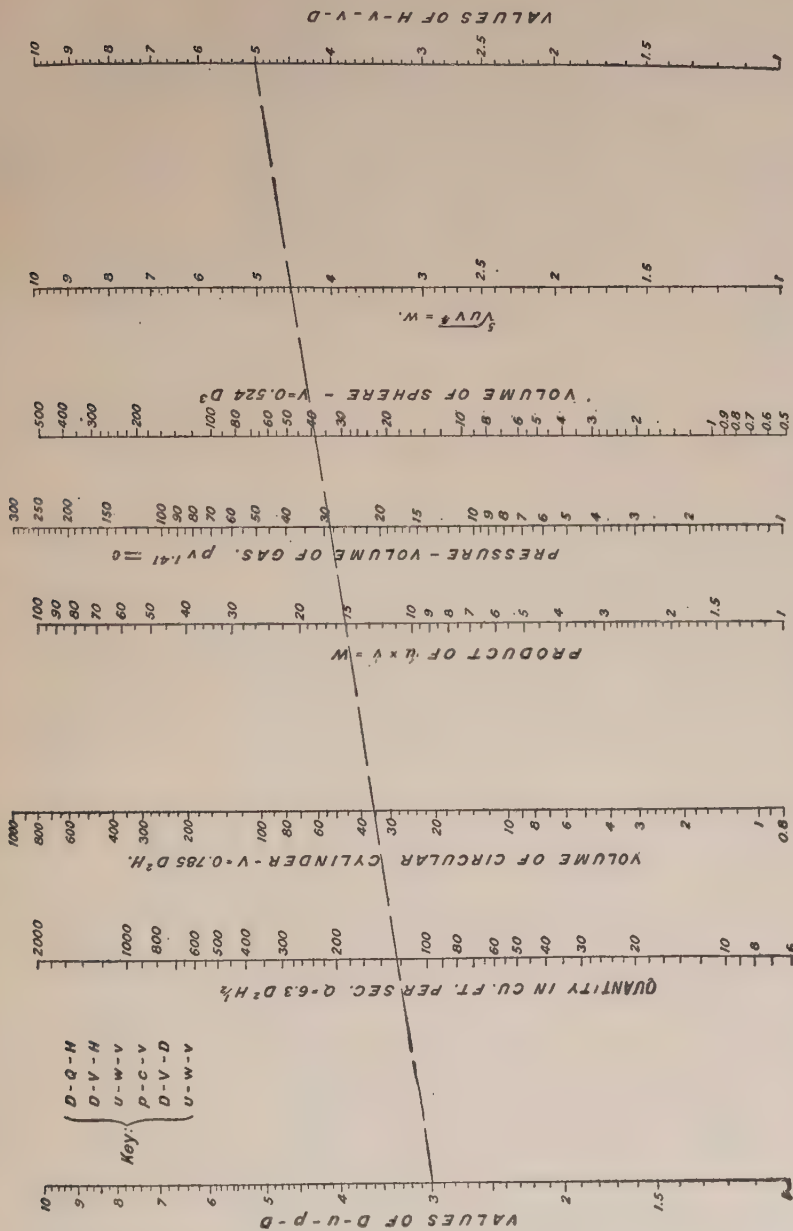 Key:
D-Q-H
D-V-H
u-w-v
p-c-v
D-V-D
u-w-v
VALUES OF D-u-p-D
10 9 8 7 6 5 4 3 2 1.5
QUANTITY IN CU. FT. PER SEC. Q=6.3 D²H½
2000 1000 800 600 500 400 300 200 100 80 60 50 40 30 20 10 8 6
VOLUME OF CIRCULAR CYLINDER-V=0.785 D²H.
1000 800 600 400 300 200 100 80 60 40 30 20 10 8 6 4 3 2 1 0.8
PRODUCT OF u × v = W
100 90 80 70 60 50 40 30 20 15 10 9 8 7 6 5 4 3 2 1.5 1
PRESSURE-VOLUME OF GAS. pv 1.41 = c
300 250 200 150 100 90 80 70 60 50 40 30 20 15 10 9 8 7 6 5 4 3 2 1
VOLUME OF SPHERE - V=0.524 D³
500 400 300 200 100 80 60 50 40 30 20 10 8 6 5 4 3 2 1 0.9 0.8 0.7 0.6 0.5
⁵√uv⁴ = W.
10 9 8 7 6 5 4 3 2.5 2 1.5 1
VALUES OF H-v-v-D
10 9 8 7 6 5 4 3 2.5 2 1.5 1